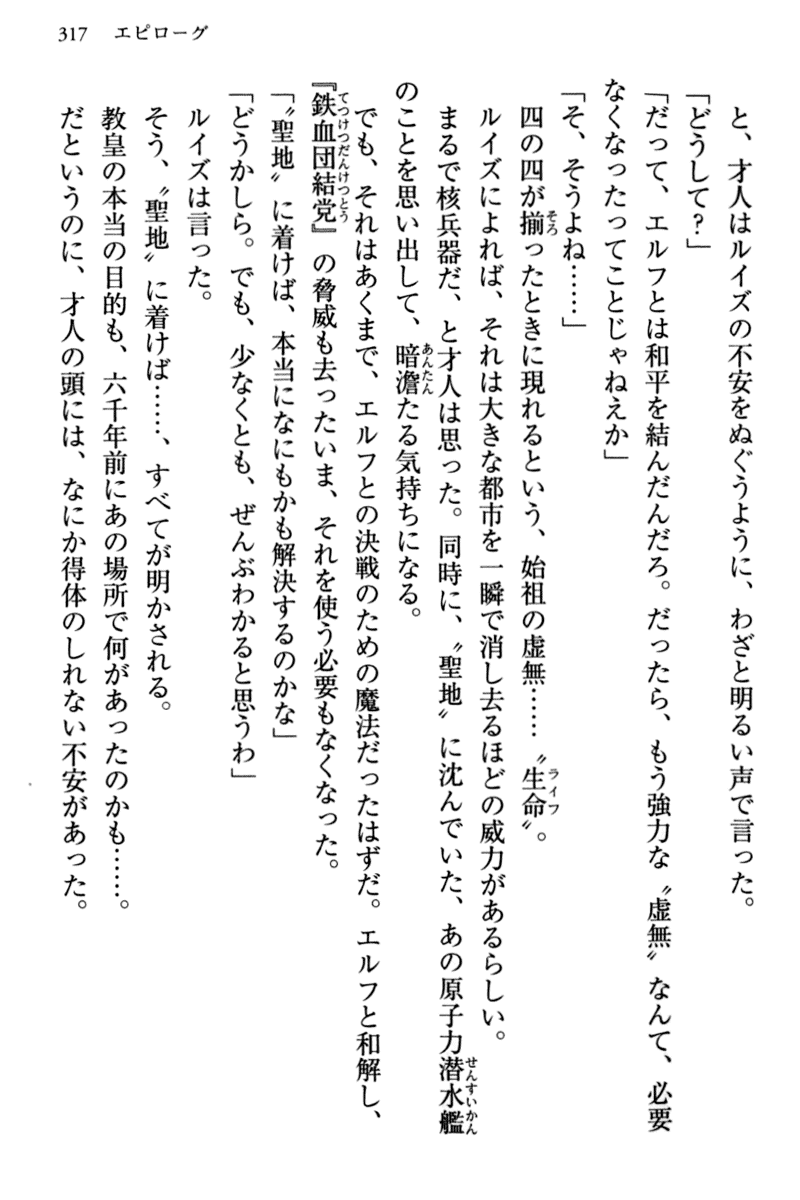 317　エピローグ
と、才人はルイズの不安をぬぐうように、わざと明るい声で言った。
「どうして？」
「だって、エルフとは和平を結んだんだろ。だったら、もう強力な〝虚無〟なんて、必要
なくなったってことじゃねえか」
「そ、そうよね……」
四の四が揃ったときに現れるという、始祖の虚無……〝生命〟。
ルイズによれば、それは大きな都市を一瞬で消し去るほどの威力があるらしい。
まるで核兵器だ、と才人は思った。同時に、〝聖地〟に沈んでいた、あの原子力潜水艦
のことを思い出して、暗澹たる気持ちになる。
でも、それはあくまで、エルフとの決戦のための魔法だったはずだ。エルフと和解し、
『鉄血団結党』の脅威も去ったいま、それを使う必要もなくなった。
「〝聖地〟に着けば、本当になにもかも解決するのかな」
「どうかしら。でも、少なくとも、ぜんぶわかると思うわ」
ルイズは言った。
そう、〝聖地〟に着けば……、すべてが明かされる。
教皇の本当の目的も、六千年前にあの場所で何があったのかも……。
だというのに、才人の頭には、なにか得体のしれない不安があった。